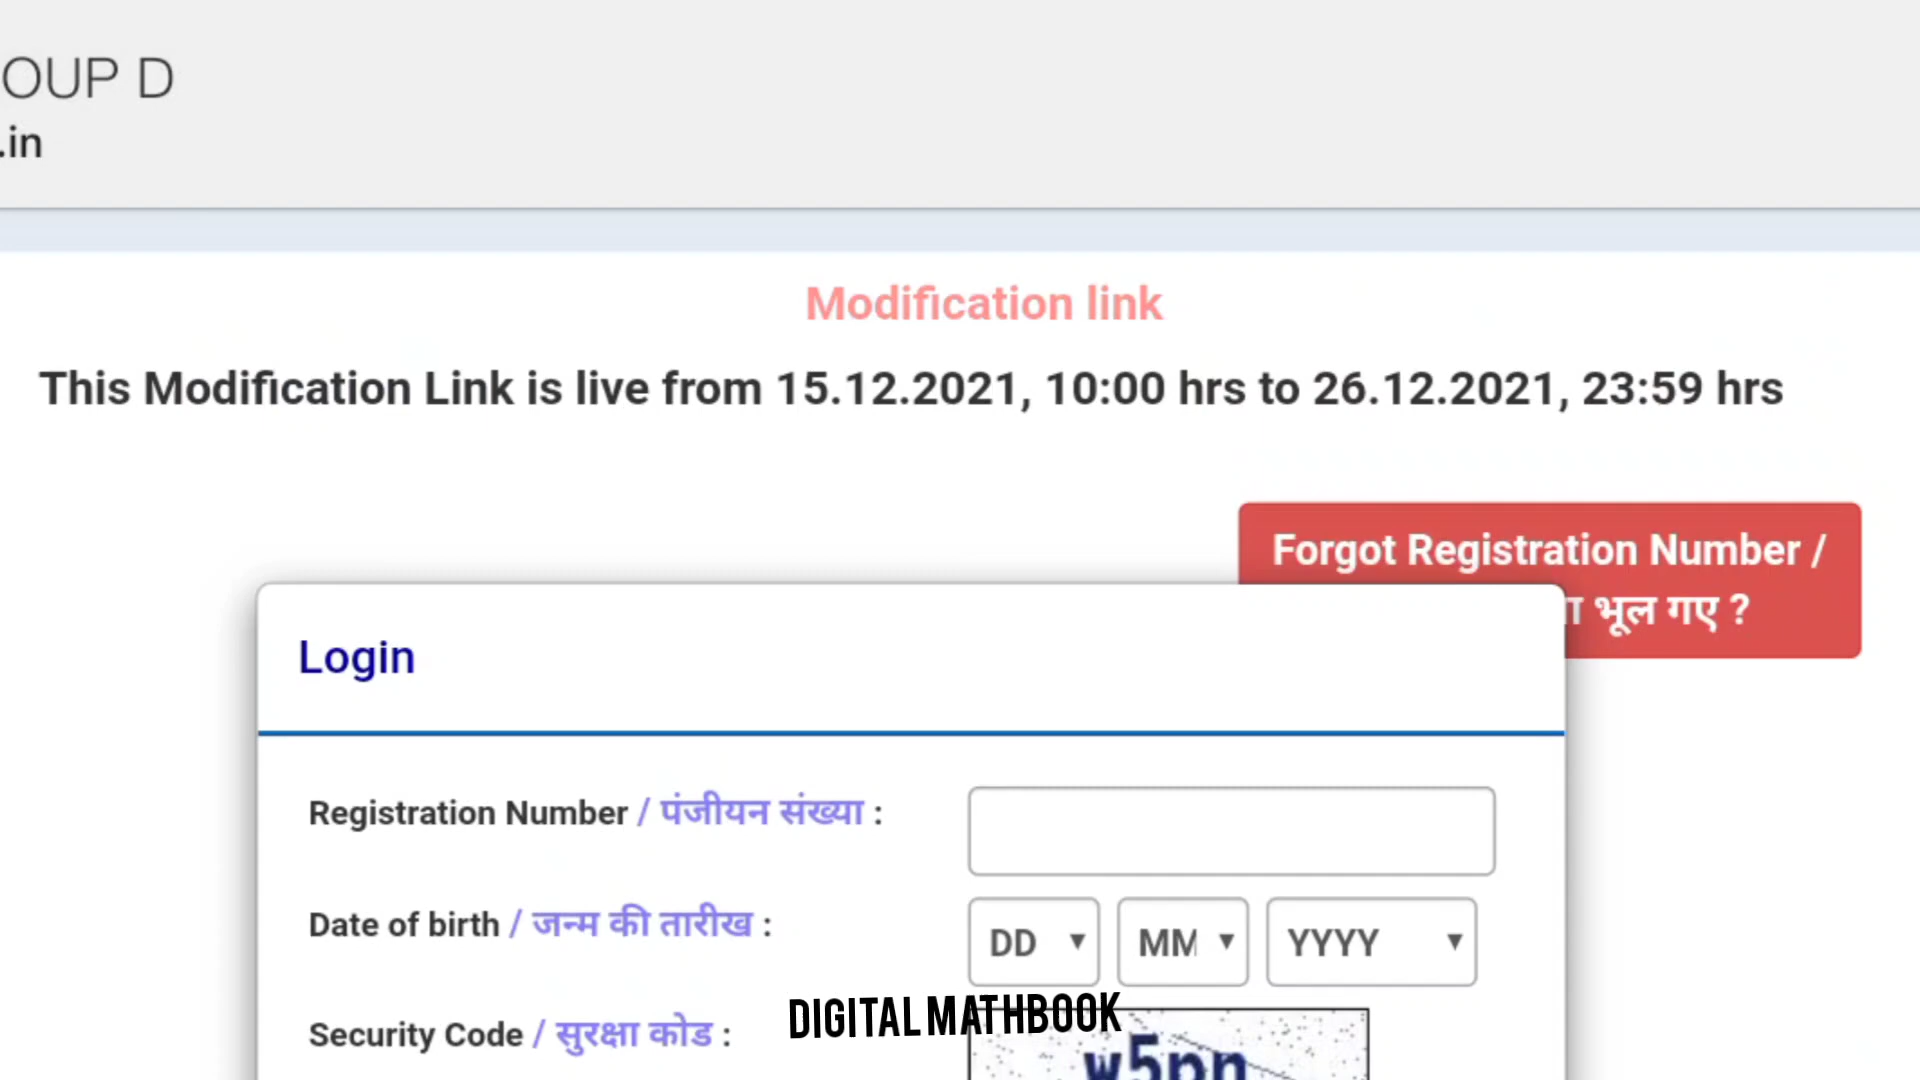 OUP D
.in
Modification link
This Modification Link is live from 15.12.2021, 10:00 hrs to 26.12.2021, 23:59 hrs
Forgot Registration Number /
भूल गए ?
Login
Registration Number / पंजीयन संख्या :
Date of birth / जन्म की तारीख :
DD MM YYYY
Security Code / सुरक्षा कोड :
DIGITAL MATHBOOK
w5pn